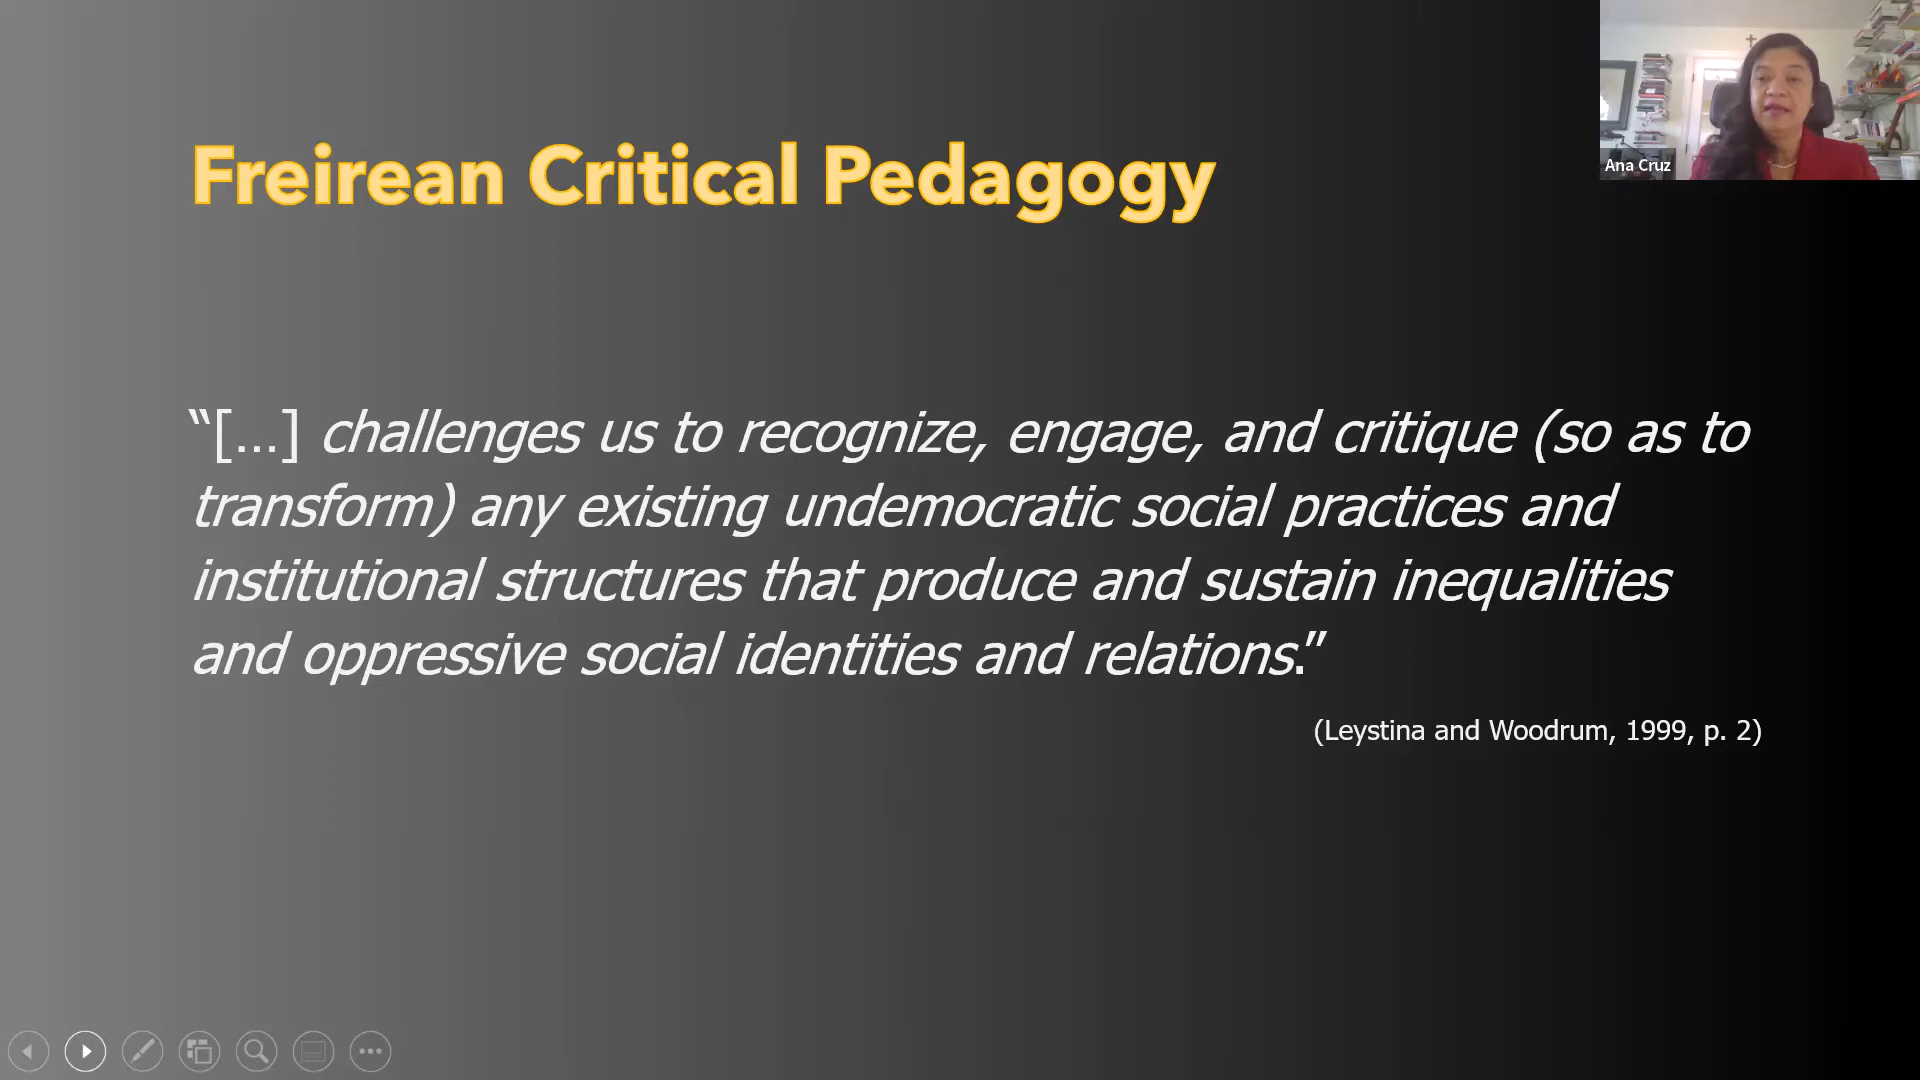 Ana Cruz
Freirean Critical Pedagogy
“[...] challenges us to recognize, engage, and critique (so as to
transform) any existing undemocratic social practices and
institutional structures that produce and sustain inequalities
and oppressive social identities and relations.”
(Leystina and Woodrum, 1999, p. 2)